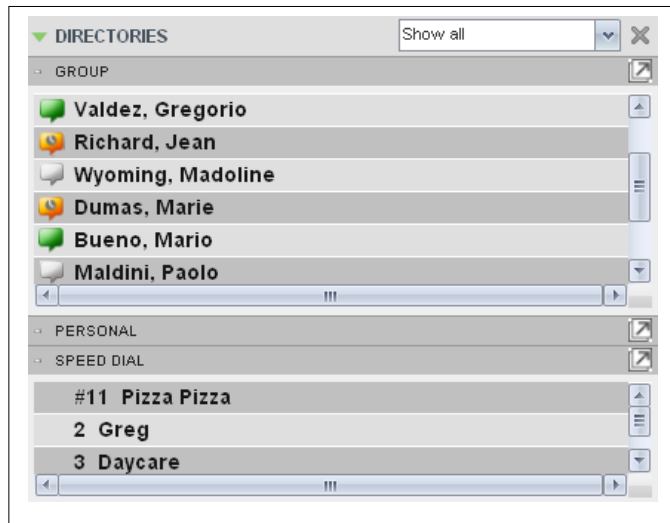 DIRECTORIES Show all
GROUP
Valdez, Gregorio
Richard, Jean
Wyoming, Madoline
Dumas, Marie
Bueno, Mario
Maldini, Paolo
PERSONAL
SPEED DIAL
#11 Pizza Pizza
2 Greg
3 Daycare